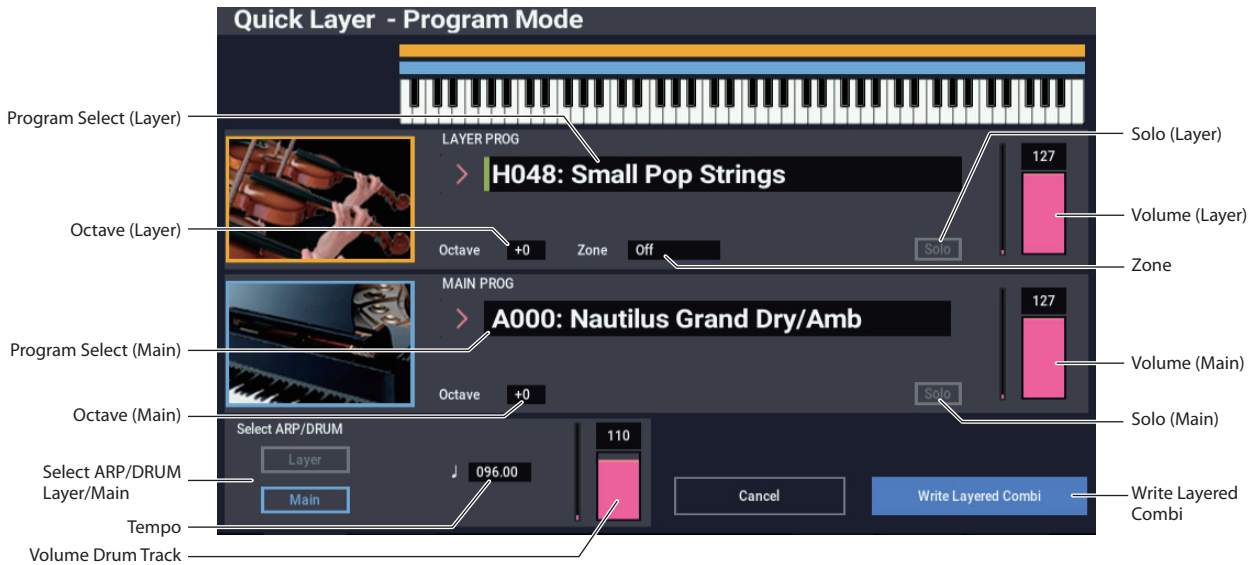 Quick Layer - Program Mode
Program Select (Layer)
LAYER PROG
H048: Small Pop Strings
127
Solo (Layer)
Volume (Layer)
Octave (Layer)
Octave +0 Zone Off Solo
Zone
MAIN PROG
A000: Nautilus Grand Dry/Amb
127
Program Select (Main)
Volume (Main)
Octave +0 Solo
Octave (Main)
Solo (Main)
Select ARP/DRUM
110
Layer
096.00
Select ARP/DRUM
Layer/Main
Main
Cancel
Write Layered Combi
Write Layered
Combi
Tempo
Volume Drum Track